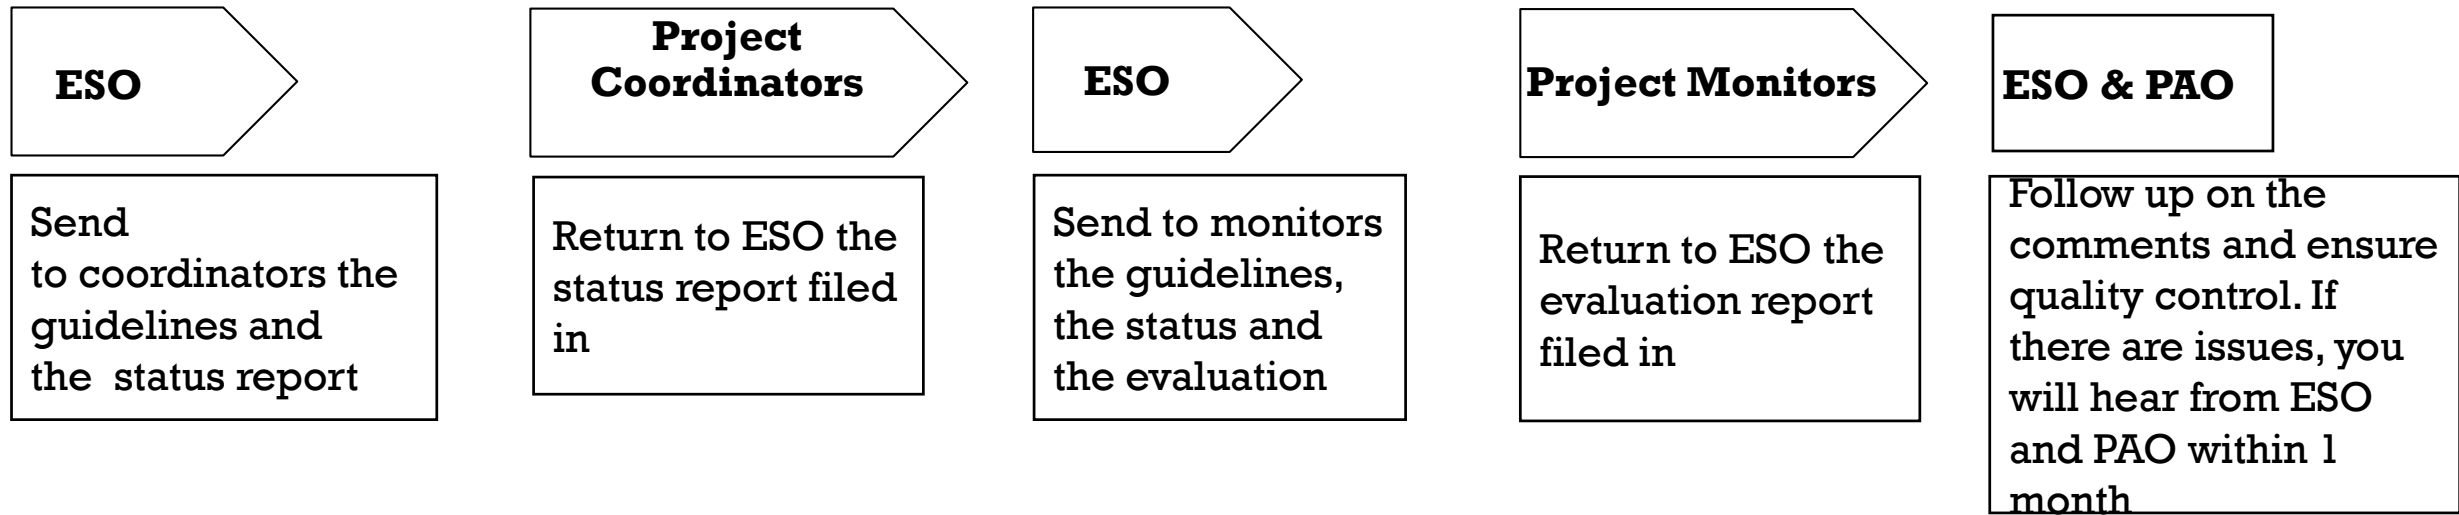 ESO
Project
Coordinators
ESO
Project Monitors
ESO & PAO
Send
to coordinators the
guidelines and
the  status report
Return to ESO the
status report filed
in
Send to monitors
the guidelines,
the status and
the evaluation
Return to ESO the
evaluation report
filed in
Follow up on the
comments and ensure
quality control. If
there are issues, you
will hear from ESO
and PAO within 1
month